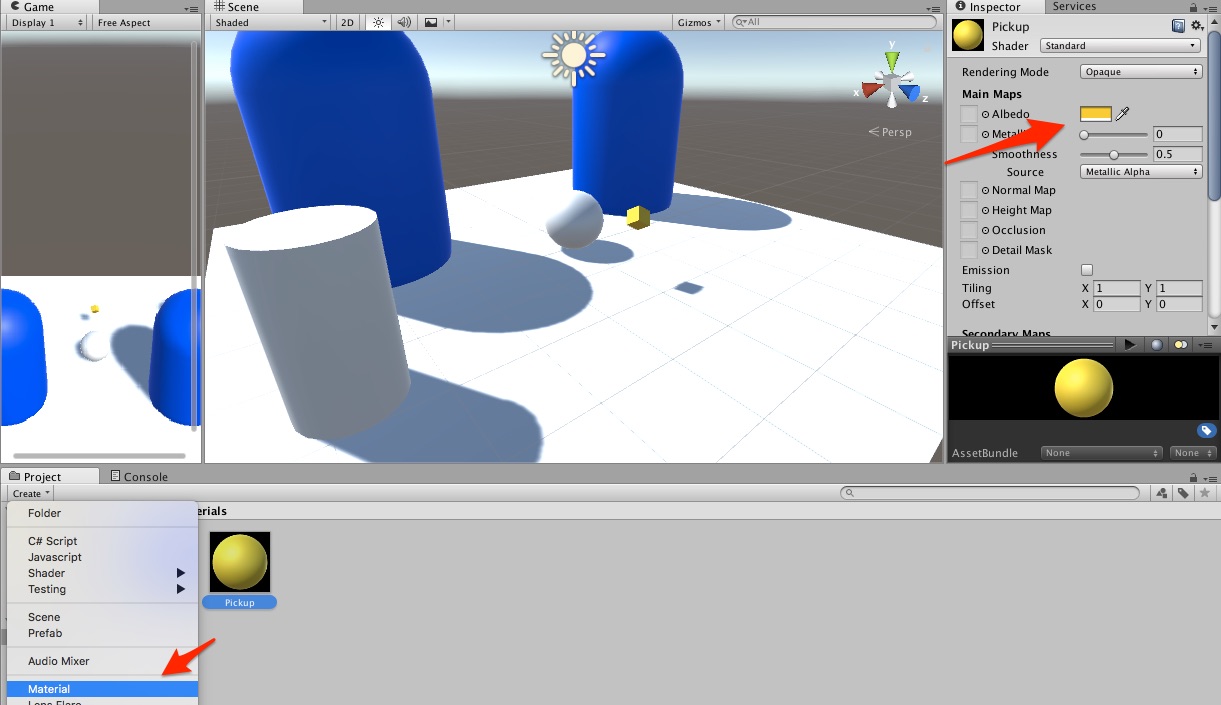 Game
Display 1
Free Aspect
Scene
Shaded
2D
Gizmos
All
y
x
z
Persp
Inspector
Services
Pickup
Shader
Standard
Rendering Mode
Opaque
Main Maps
Albedo
0
Smoothness
0.5
Source
Metallic Alpha
Normal Map
Height Map
Occlusion
Detail Mask
Emission
Tiling
X 1 Y 1
Offset
X 0 Y 0
Secondary Maps
Pickup
AssetBundle
None
None
Project
Console
Create
Folder
C# Script
Javascript
Shader
Testing
Scene
Prefab
Audio Mixer
Material
Lens Flare
erials
Pickup